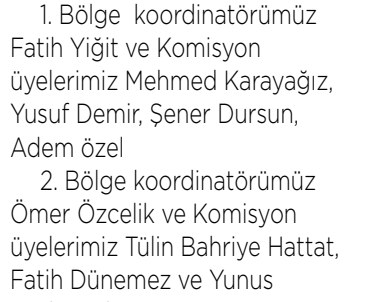 1. Bölge koordinatörümüz
Fatih Yiğit ve Komisyon
üyelerimiz Mehmed Karayağız,
Yusuf Demir, Şener Dursun,
Adem özel
2. Bölge koordinatörümüz
Ömer Özcelik ve Komisyon
üyelerimiz Tülin Bahriye Hattat,
Fatih Dünemez ve Yunus